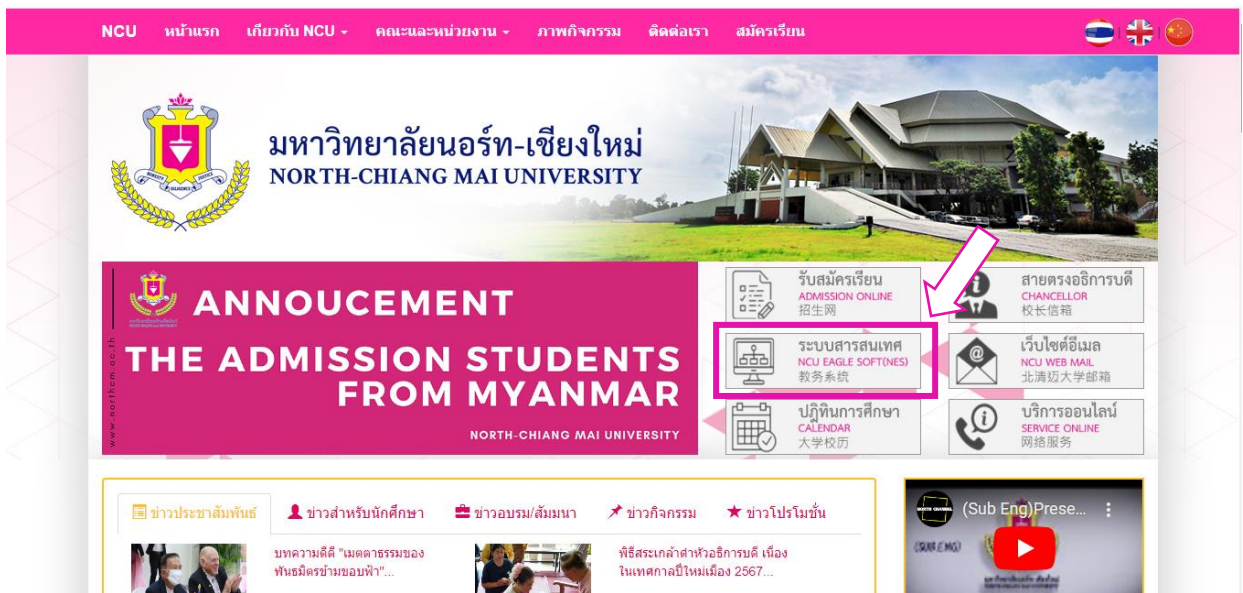 NCU หน้าแรก เกี่ยวกับ NCU คณะและหน่วยงาน ภาพกิจกรรม ติดต่อเรา สมัครเรียน
มหาวิทยาลัยนอร์ท-เชียงใหม่
NORTH-CHIANG MAI UNIVERSITY
ANNOUCEMENT
THE ADMISSION STUDENTS
FROM MYANMAR
NORTH-CHIANG MAI UNIVERSITY
www.northcm.ac.th
รับสมัครเรียน
ADMISSION ONLINE
招生网
สายตรงอธิการบดี
CHANCELLOR
校长信箱
ระบบสารสนเทศ
NCU EAGLE SOFT(NES)
教务系统
เว็บไซต์อีเมล
NCU WEB MAIL
北清迈大学邮箱
ปฏิทินการศึกษา
CALENDAR
大学校历
บริการออนไลน์
SERVICE ONLINE
网络服务
ข่าวประชาสัมพันธ์ ข่าวสำหรับนักศึกษา ข่าวอบรม/สัมมนา ข่าวกิจกรรม ข่าวโปรโมชั่น
บทความดีดี "เมตตาธรรมของ
พันธมิตรข้ามขอบฟ้า"...
พิธีสระเกล้าดำหัวอธิการบดี เนื่อง
ในเทศกาลปีใหม่เมือง 2567...
(Sub Eng)Prese...